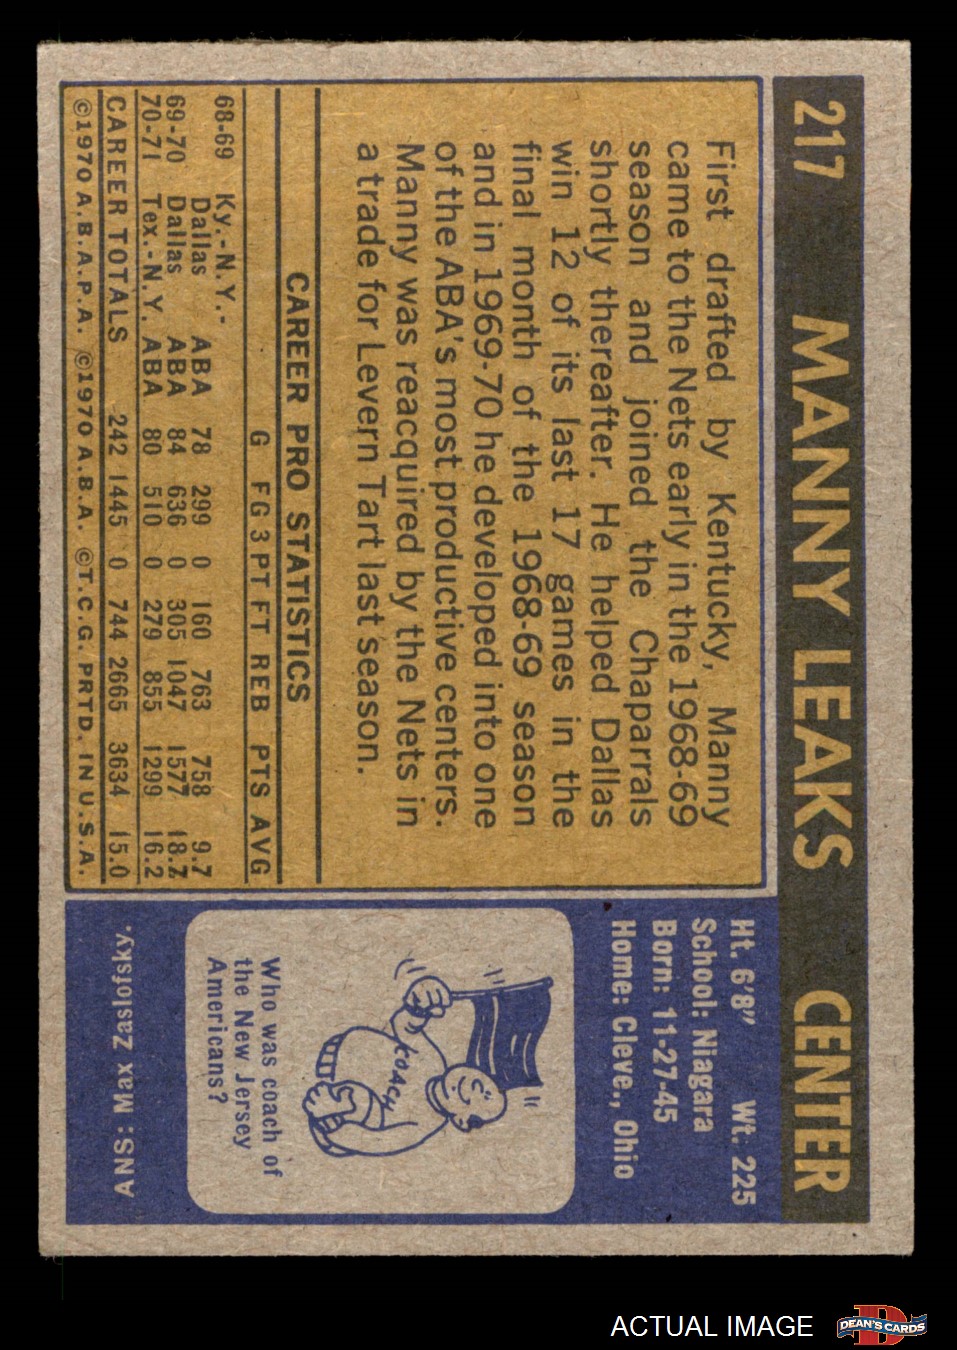 217 MANNY LEAKS CENTER
First drafted by Kentucky, Manny
came to the Nets early in the 1968-69
season and joined the Chaparrals
shortly thereafter. He helped Dallas
win 12 of its last 17 games in the
final month of the 1968-69 season
and in 1969-70 he developed into one
of the ABA's most productive centers.
Manny was reacquired by the Nets in
a trade for Levern Tart last season.
CAREER PRO STATISTICS
G FG 3 PT FT REB PTS AVG
68-69 Ky.-N.Y.-
Dallas ABA 78 299 0 160 763 758 9.7
69-70 Dallas ABA 84 636 0 305 1047 1577 18.7
70-71 Tex.-N.Y. ABA 80 510 0 279 855 1299 16.2
CAREER TOTALS 242 1445 0 744 2665 3634 15.0
©1970 A.B.A.P.A. ©1970 A.B.A. ©T.C.G. PRTD. IN U.S.A.
Ht. 6'8" Wt. 225
School: Niagara
Born: 11-27-45
Home: Cleve., Ohio
COACH
Who was coach of
the New Jersey
Americans?
ANS: Max Zaslofsky.
ACTUAL IMAGE
D
DEAN'S CARDS